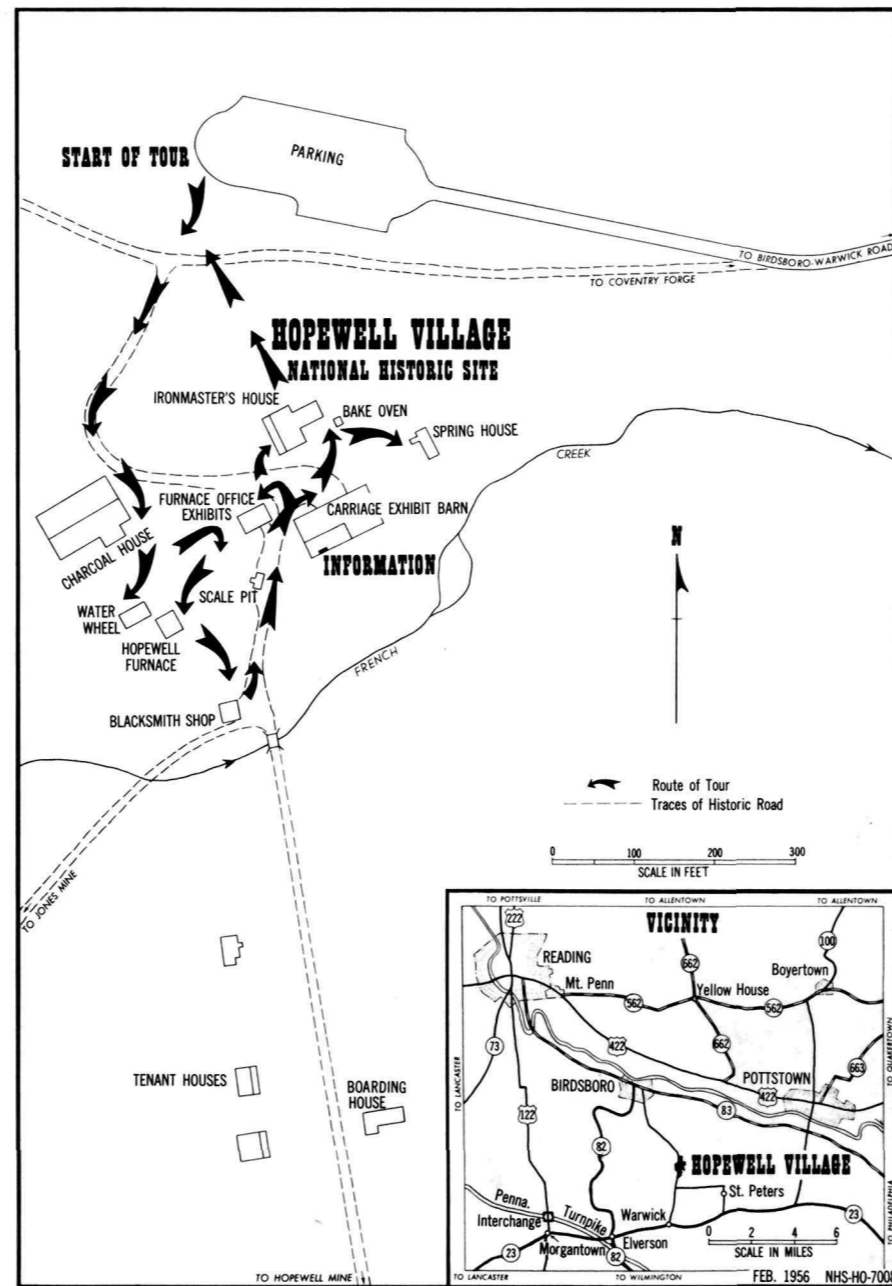 START OF TOUR
PARKING
TO BIRDSBORO-WARWICK ROAD
TO COVENTRY FORGE
HOPEWELL VILLAGE
NATIONAL HISTORIC SITE
IRONMASTER'S HOUSE
BAKE OVEN
SPRING HOUSE
CREEK
FURNACE OFFICE
EXHIBITS
CARRIAGE EXHIBIT BARN
CHARCOAL HOUSE
INFORMATION
N
SCALE PIT
WATER
WHEEL
HOPEWELL
FURNACE
FRENCH
BLACKSMITH SHOP
Route of Tour
Traces of Historic Road
0 100 200 300
SCALE IN FEET
TO JONES MINE
TENANT HOUSES
BOARDING
HOUSE
TO HOPEWELL MINE
TO POTTSVILLE
TO ALLENTOWN
TO ALLENTOWN
VICINITY
222
100
READING
662
Boyertown
Mt. Penn
Yellow House
562
562
TO QUAKERTOWN
73
422
662
663
TO LANCASTER
POTTSTOWN
BIRDSBORO
422
122
83
82
HOPEWELL VILLAGE
St. Peters
Penna.
Turnpike
Interchange
Warwick
23
TO PHILADELPHIA
0 2 4 6
SCALE IN MILES
Morgantown
Elverson
23
82
TO LANCASTER
TO WILMINGTON
FEB. 1956 NHS-HO-7009